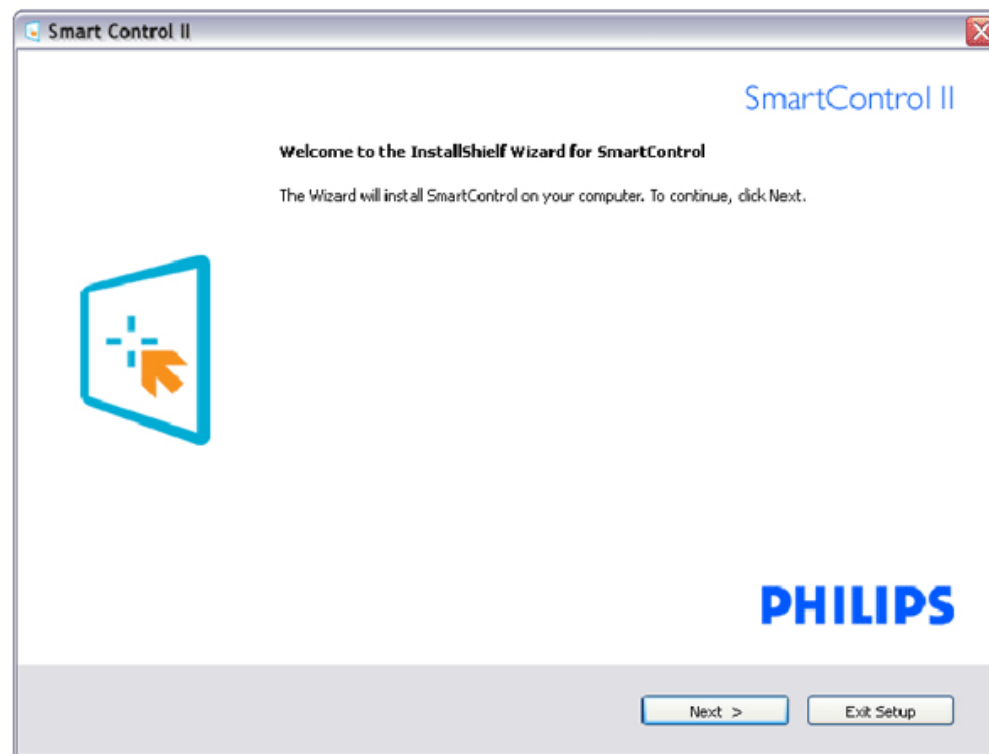 Smart Control II
SmartControl II
Welcome to the InstallShielf Wizard for SmartControl
The Wizard will install SmartControl on your computer. To continue, click Next.
PHILIPS
Next >
Exit Setup